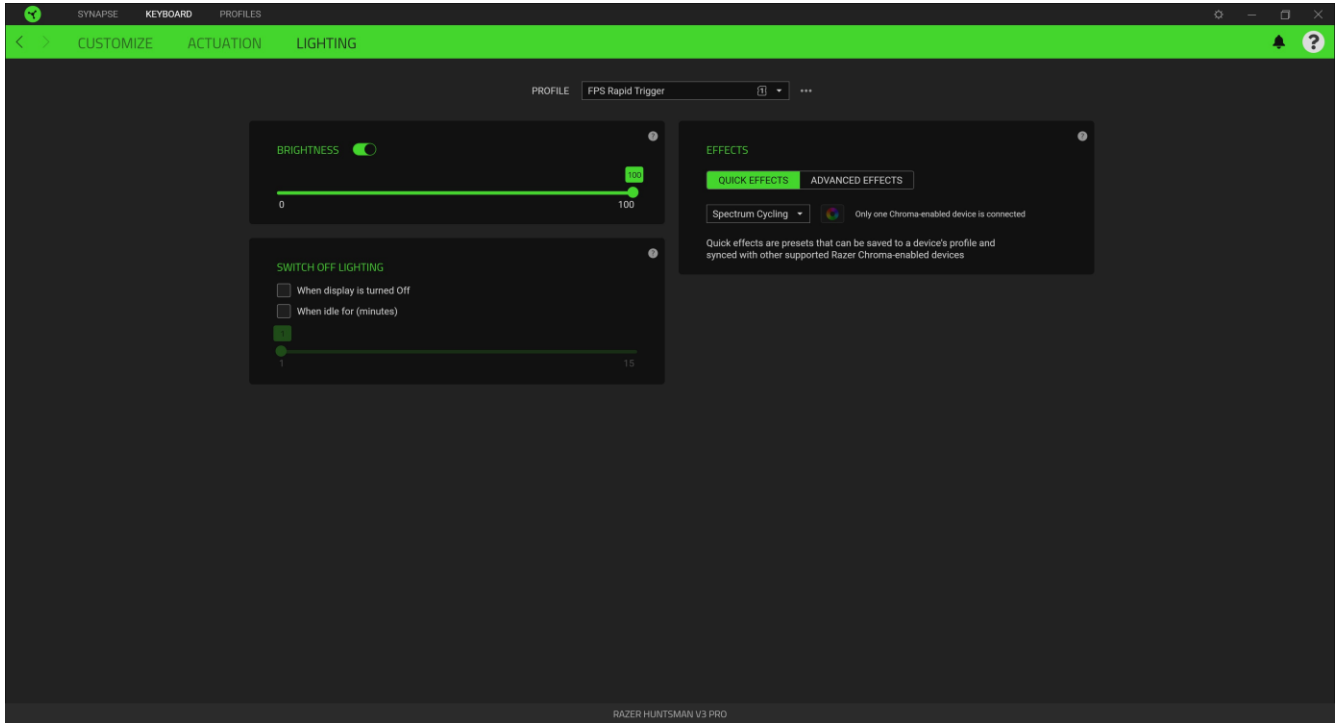 SYNAPSE KEYBOARD PROFILES
CUSTOMIZE ACTUATION LIGHTING
?
PROFILE FPS Rapid Trigger 1
BRIGHTNESS
?
100
0 100
SWITCH OFF LIGHTING
?
When display is turned Off
When idle for (minutes)
1
1 15
EFFECTS
?
QUICK EFFECTS ADVANCED EFFECTS
Spectrum Cycling Only one Chroma-enabled device is connected
Quick effects are presets that can be saved to a device's profile and
synced with other supported Razer Chroma-enabled devices
RAZER HUNTSMAN V3 PRO